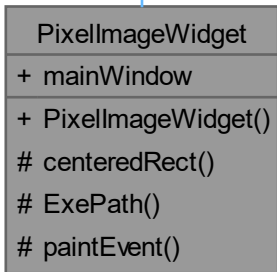 PixelImageWidget
+ mainWindow
+ PixelImageWidget()
# centeredRect()
# ExePath()
# paintEvent()